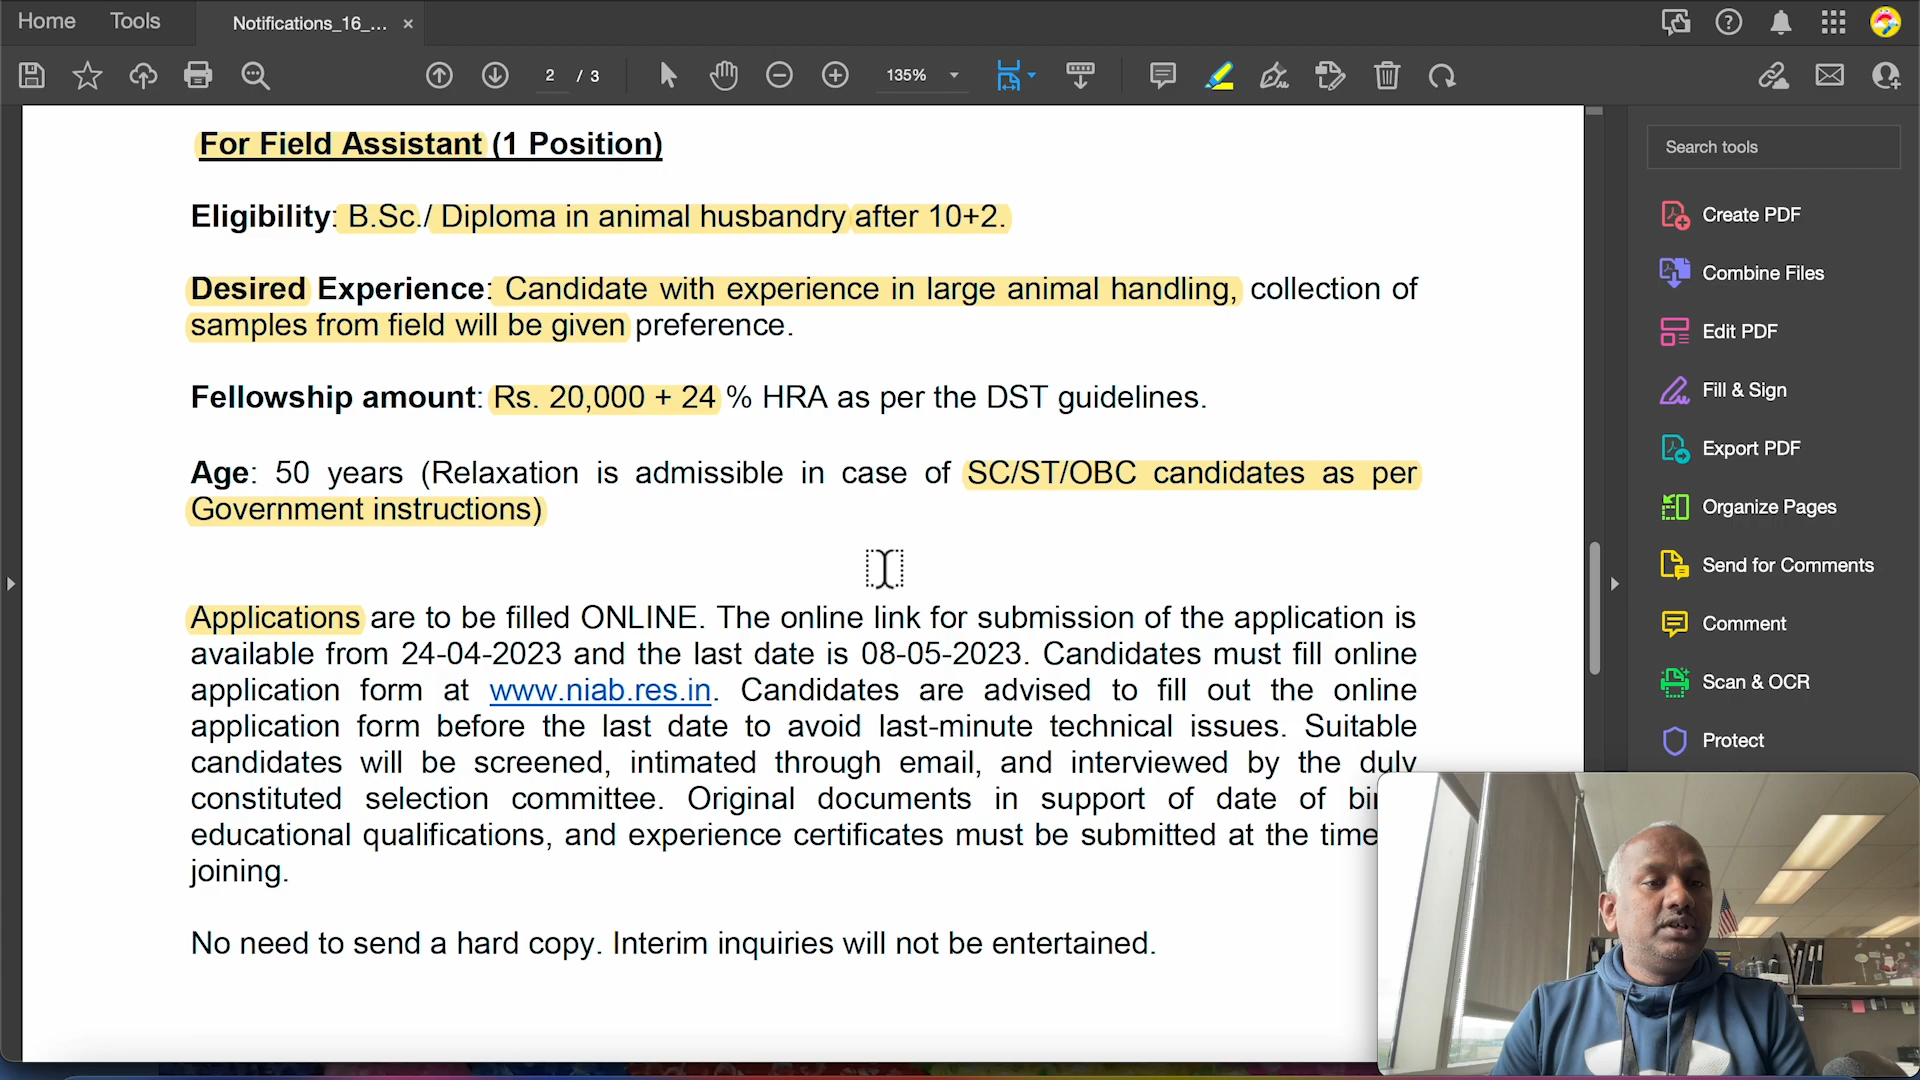 Home
Tools
Notifications_16_...
2 / 3
135%
Search tools
For Field Assistant (1 Position)
Eligibility: B.Sc./ Diploma in animal husbandry after 10+2.
Desired Experience: Candidate with experience in large animal handling, collection of
samples from field will be given preference.
Fellowship amount: Rs. 20,000 + 24 % HRA as per the DST guidelines.
Age: 50 years (Relaxation is admissible in case of SC/ST/OBC candidates as per
Government instructions)
Applications are to be filled ONLINE. The online link for submission of the application is
available from 24-04-2023 and the last date is 08-05-2023. Candidates must fill online
application form at www.niab.res.in. Candidates are advised to fill out the online
application form before the last date to avoid last-minute technical issues. Suitable
candidates will be screened, intimated through email, and interviewed by the duly
constituted selection committee. Original documents in support of date of
educational qualifications, and experience certificates must be submitted at the time
joining.
No need to send a hard copy. Interim inquiries will not be entertained.
Create PDF
Combine Files
Edit PDF
Fill & Sign
Export PDF
Organize Pages
Send for Comments
Comment
Scan & OCR
Protect